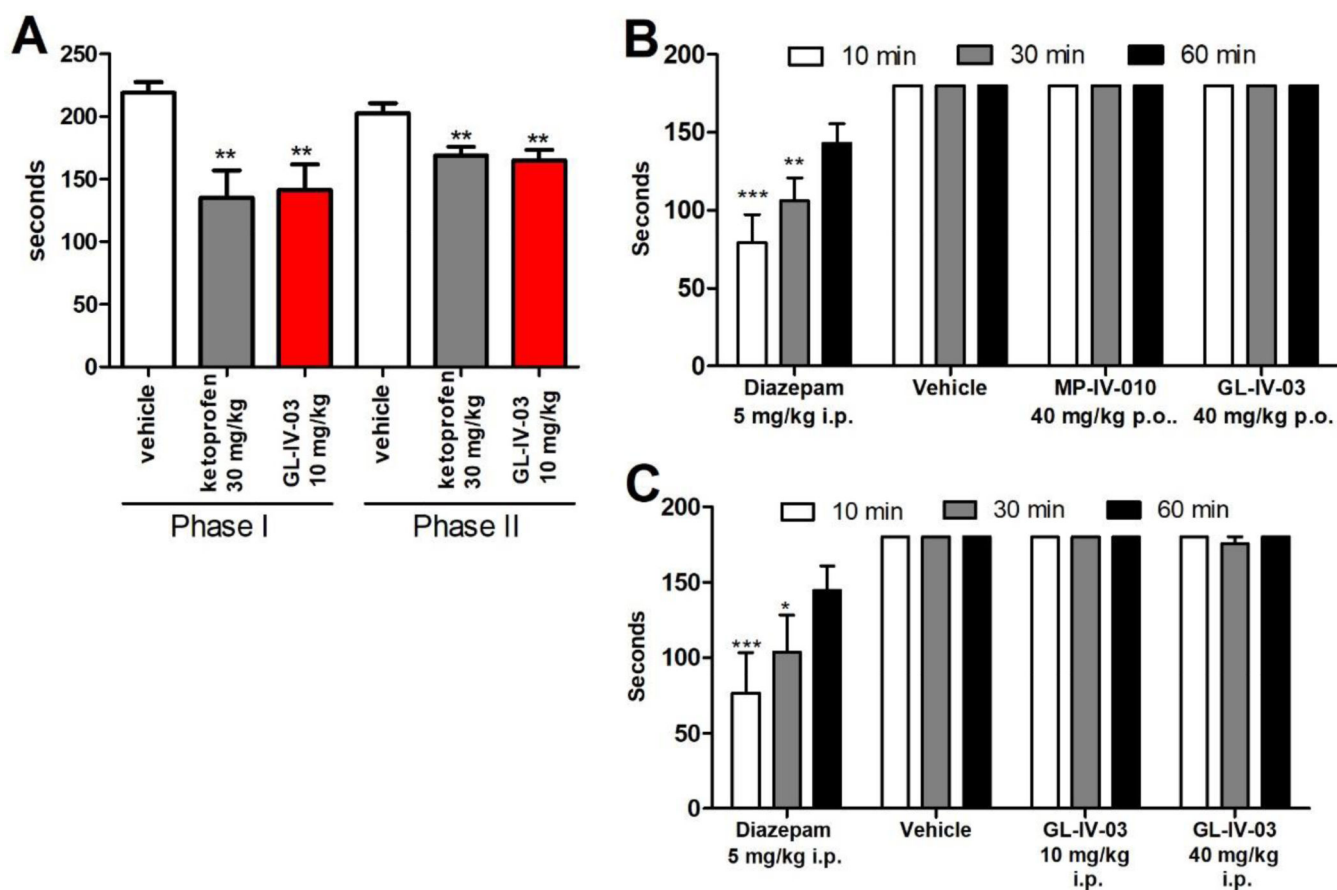 A
250
200
150
100
50
0
seconds
**
**
**
**
vehicle
ketoprofen
30 mg/kg
GL-IV-03
10 mg/kg
vehicle
ketoprofen
30 mg/kg
GL-IV-03
10 mg/kg
Phase I
Phase II
B
10 min
30 min
60 min
200
150
100
50
0
Seconds
***
**
Diazepam
5 mg/kg i.p.
Vehicle
MP-IV-010
40 mg/kg p.o..
GL-IV-03
40 mg/kg p.o.
C
10 min
30 min
60 min
200
150
100
50
0
Seconds
***
*
Diazepam
5 mg/kg i.p.
Vehicle
GL-IV-03
10 mg/kg
i.p.
GL-IV-03
40 mg/kg
i.p.